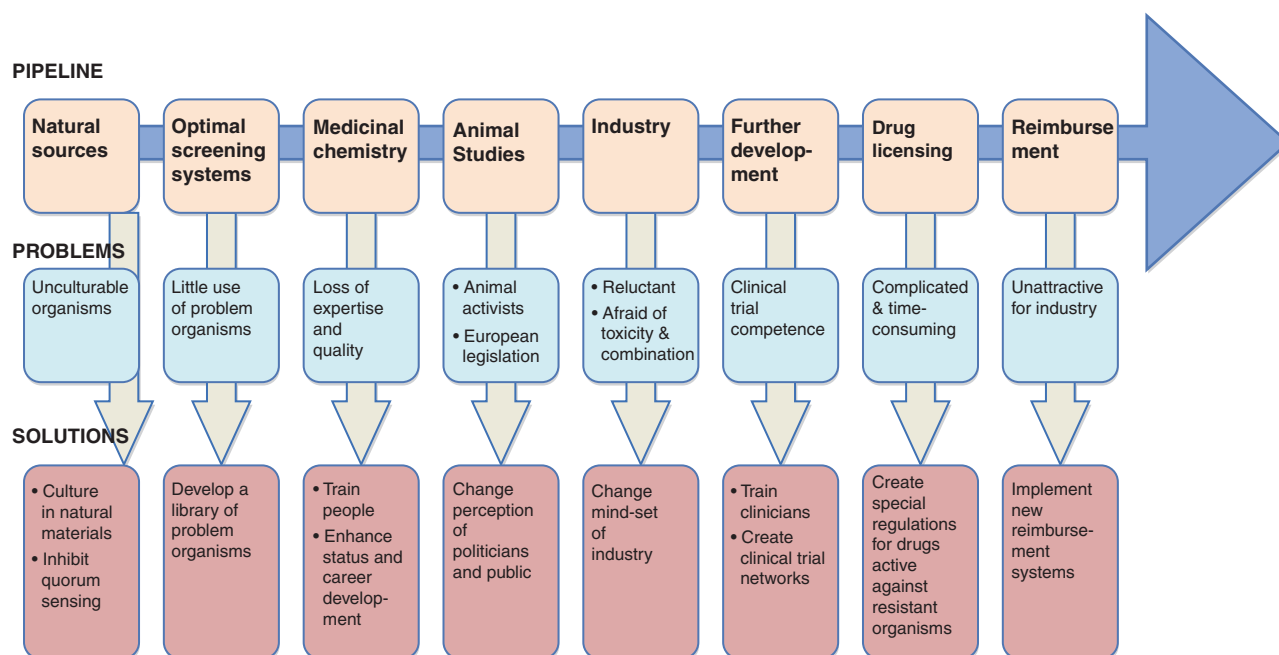 PIPELINE
Natural
sources
Optimal
screening
systems
Medicinal
chemistry
Animal
Studies
Industry
Further
develop-
ment
Drug
licensing
Reimburse
ment
PROBLEMS
Unculturable
organisms
Little use
of problem
organisms
Loss of
expertise
and
quality
• Animal
activists
• European
legislation
• Reluctant
• Afraid of
toxicity &
combination
Clinical
trial
competence
Complicated
& time-
consuming
Unattractive
for industry
SOLUTIONS
• Culture
in natural
materials
• Inhibit
quorum
sensing
Develop a
library of
problem
organisms
• Train
people
• Enhance
status and
career
develop-
ment
Change
perception
of
politicians
and public
Change
mind-set
of
industry
• Train
clinicians
• Create
clinical trial
networks
Create
special
regulations
for drugs
active
against
resistant
organisms
Implement
new
reimburse-
ment
systems